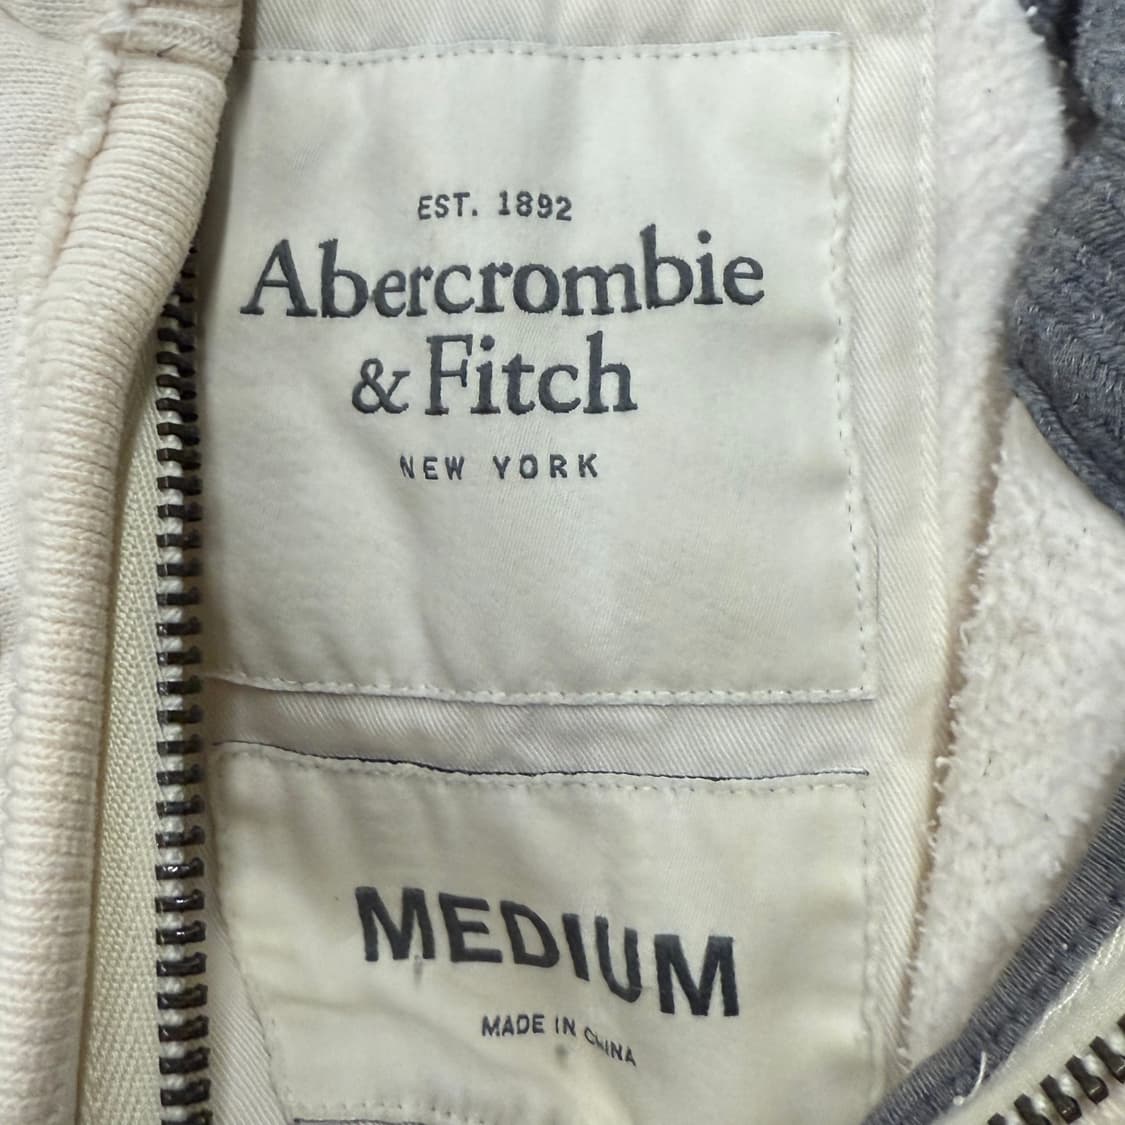 EST. 1892
Abercrombie
& Fitch
NEW YORK
MEDIUM
MADE IN CHINA